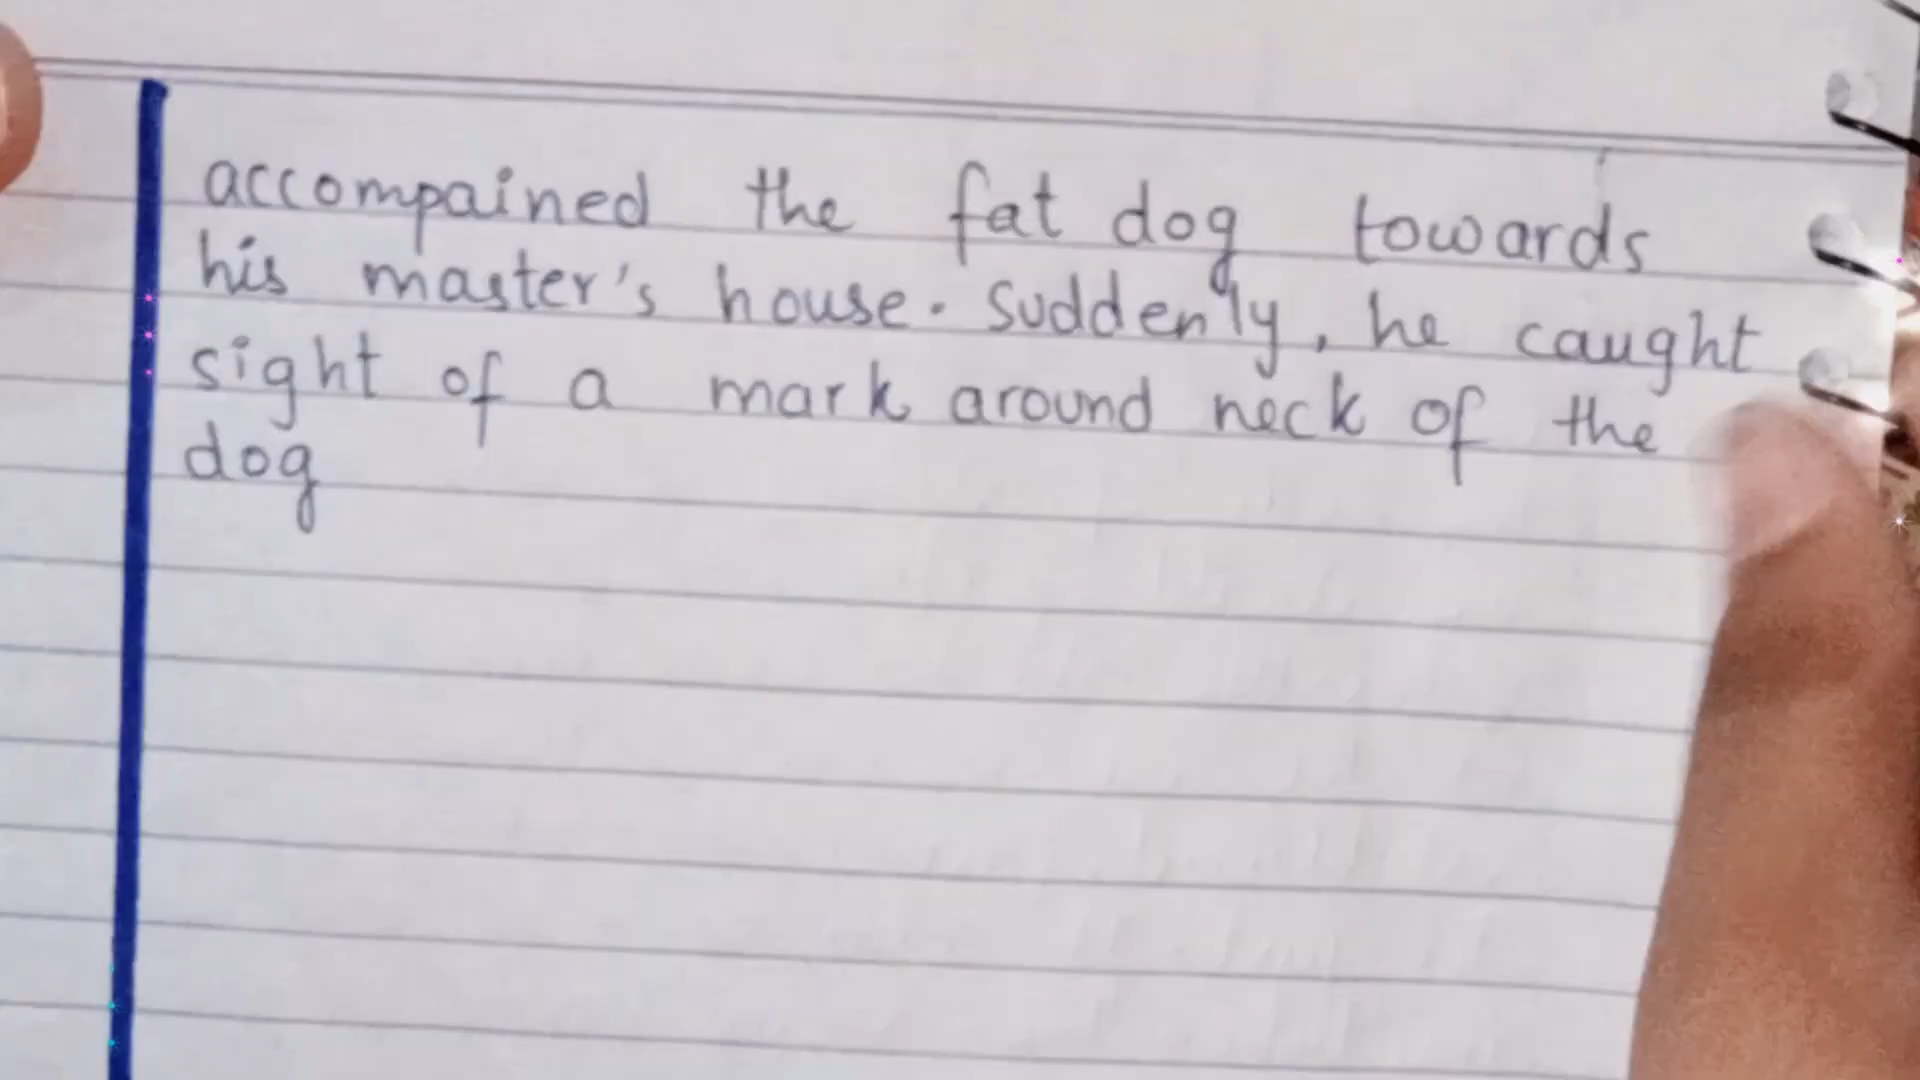 accompained the fat dog towards
his master's house. Suddenly, he caught
sight of a mark around neck of the
dog